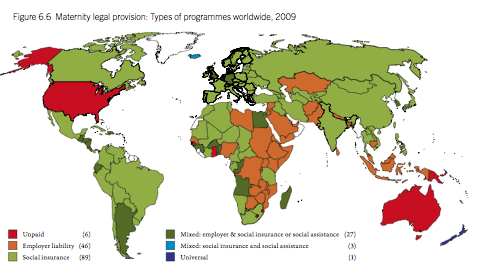 Figure 6.6 Maternity legal provision: Types of programmes worldwide, 2009
Unpaid (6)
Employer liability (46)
Social insurance (89)
Mixed: employer & social insurance or social assistance (27)
Mixed: social insurance and social assistance (3)
Universal (1)